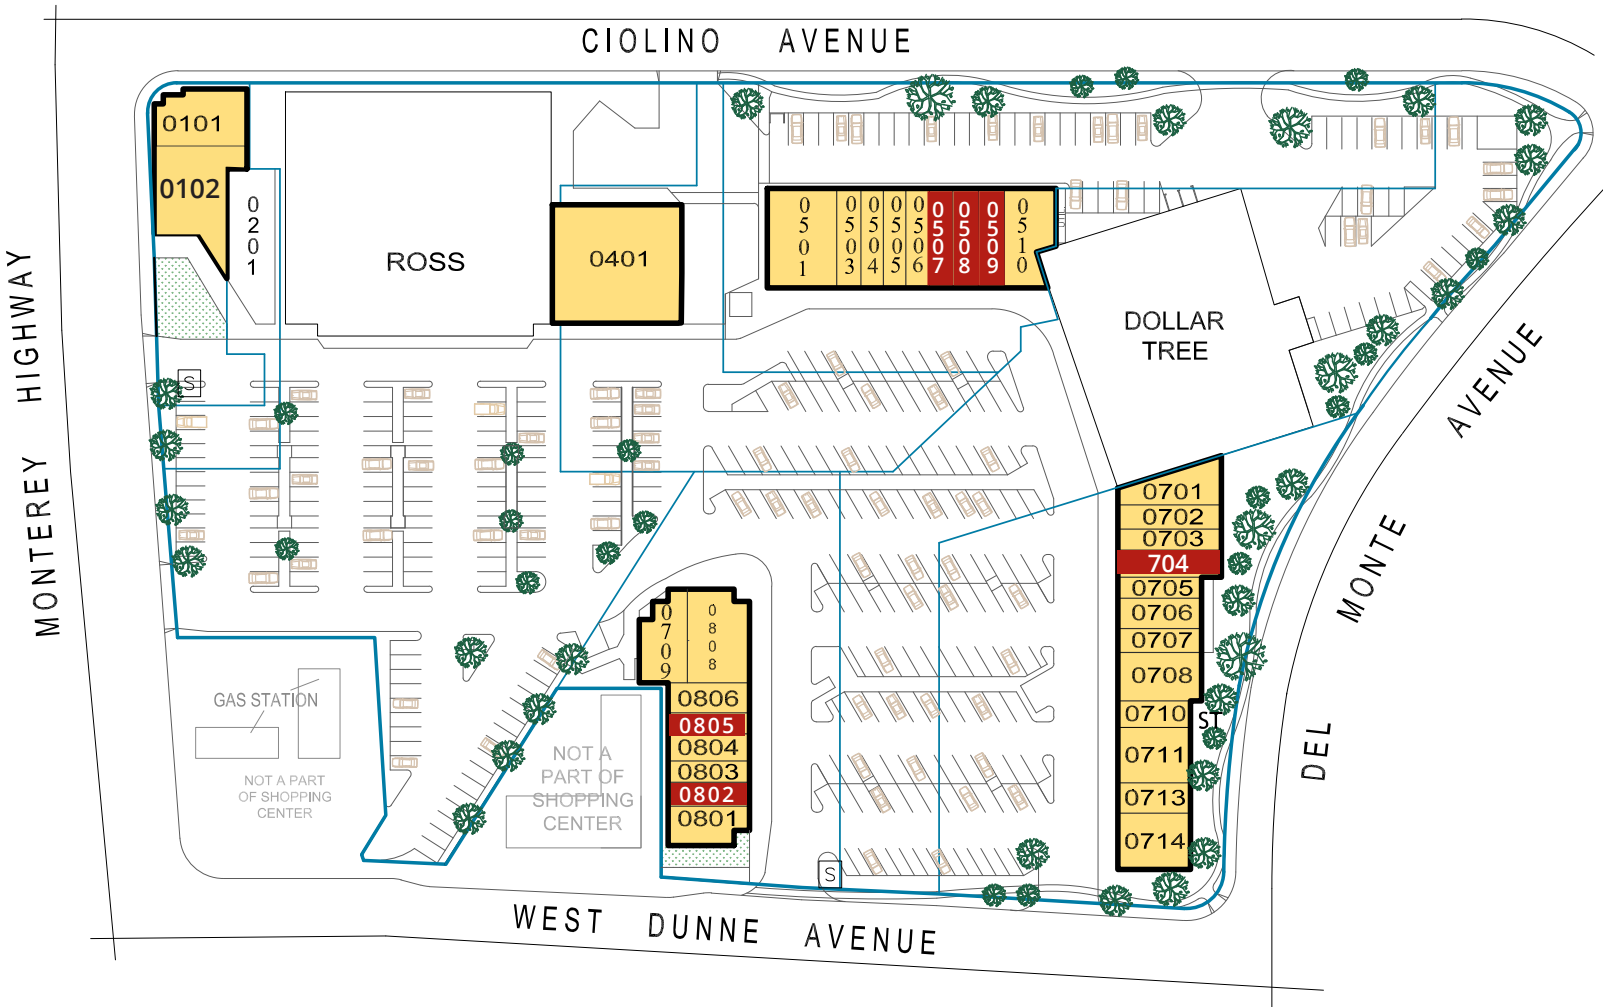 CIOLINO AVENUE
MONTEREY HIGHWAY
0101
0102
0201
ROSS
0401
0501
0503
0504
0505
0506
0507
0508
0509
0510
DOLLAR
TREE
S
DEL MONTE AVENUE
0701
0702
0703
704
0705
0706
0707
0708
0710
ST
0711
0713
0714
0709
0808
0806
0805
0804
0803
0802
0801
GAS STATION
NOT A PART
OF SHOPPING
CENTER
NOT A
PART OF
SHOPPING
CENTER
S
WEST DUNNE AVENUE